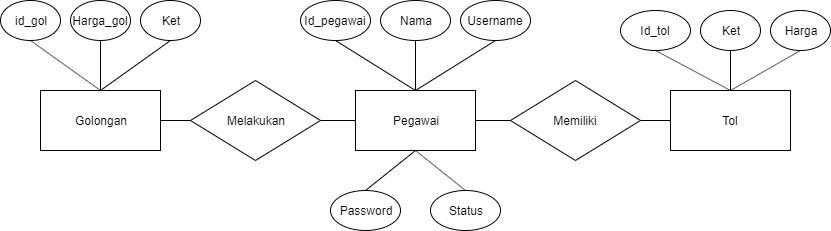 id_gol
Harga_gol
Ket
Id_pegawai
Nama
Username
Id_tol
Ket
Harga
Golongan
Melakukan
Pegawai
Memiliki
Tol
Password
Status